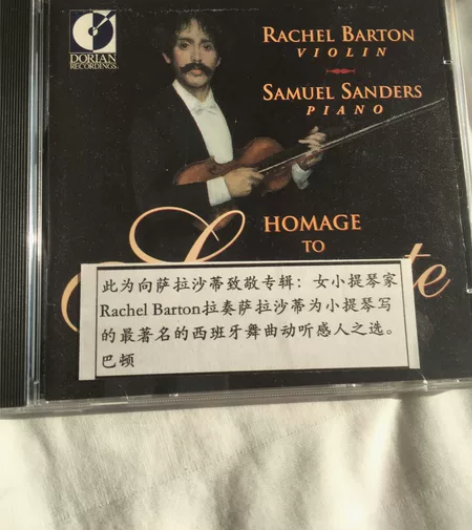 DORIAN
RECORDINGS
RACHEL BARTON
VIOLIN
SAMUEL SANDERS
PIANO
HOMAGE
TO
此为向萨拉沙蒂致敬专辑：女小提琴家
Rachel Barton拉奏萨拉沙蒂为小提琴写
的最著名的西班牙舞曲动听感人之选。
巴顿